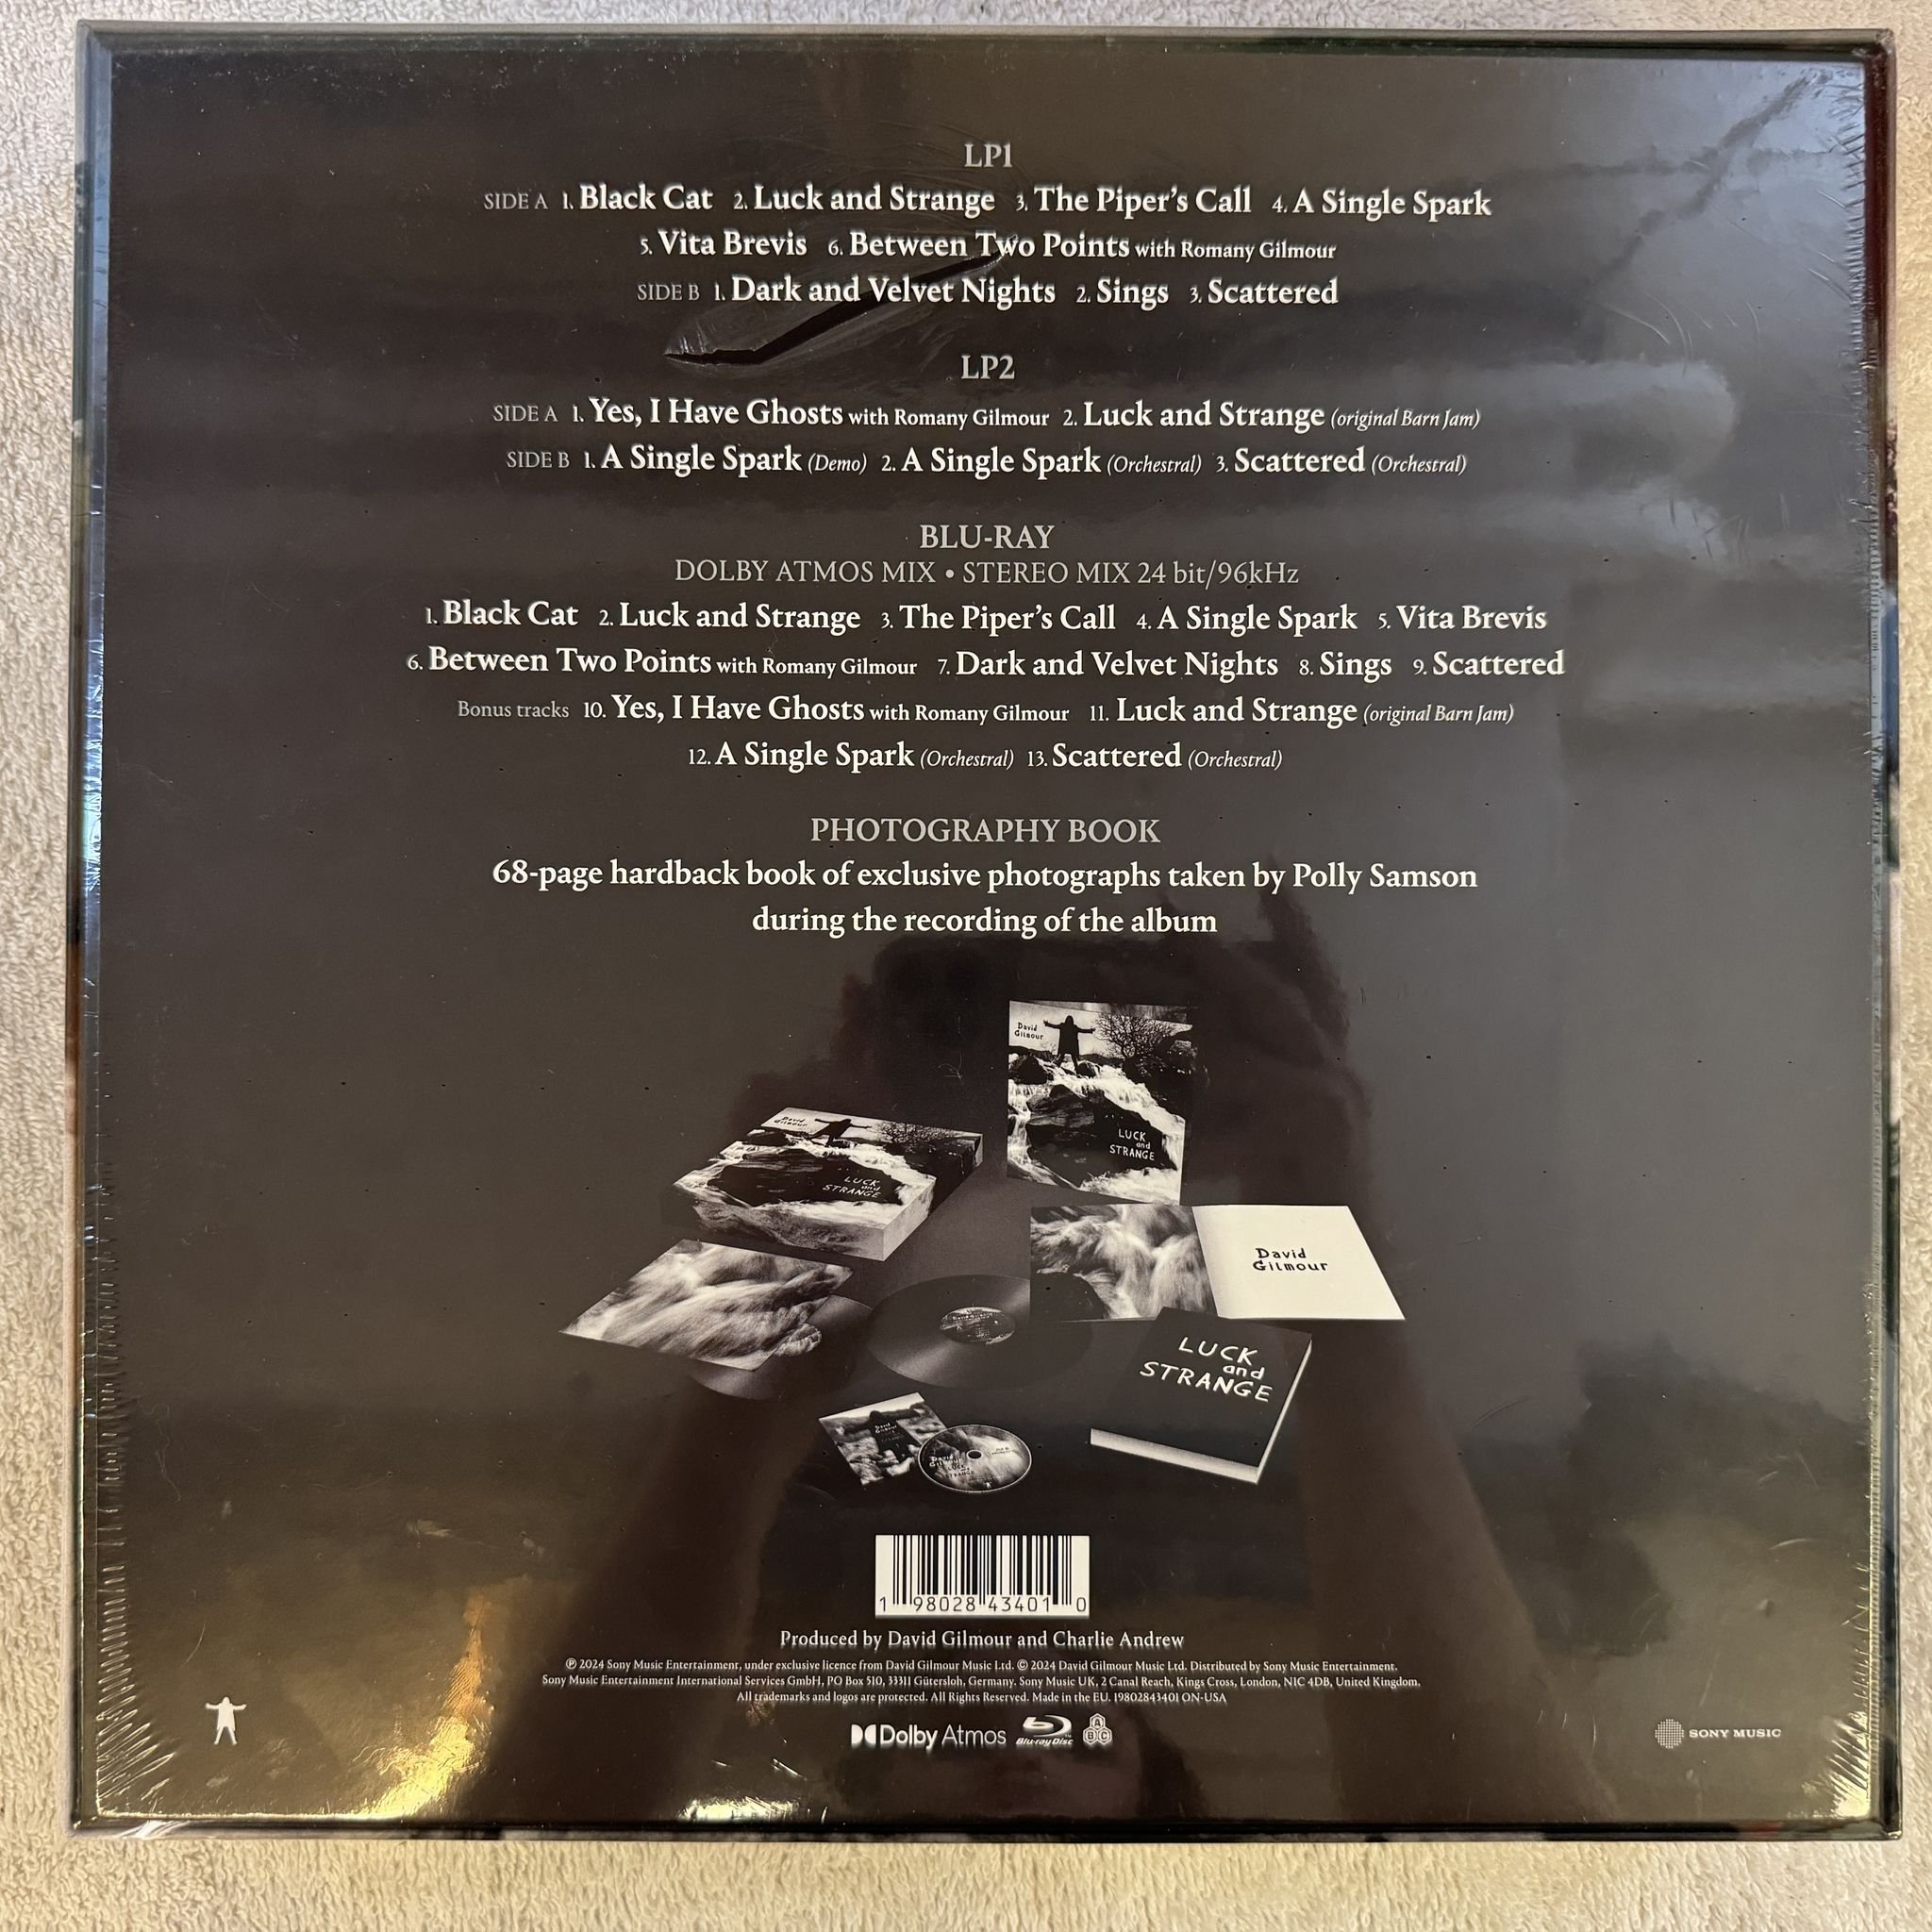 LP1
SIDE A 1. Black Cat 2. Luck and Strange 3. The Piper's Call 4. A Single Spark
5. Vita Brevis 6. Between Two Points with Romany Gilmour
SIDE B 1. Dark and Velvet Nights 2. Sings 3. Scattered
LP2
SIDE A 1. Yes, I Have Ghosts with Romany Gilmour 2. Luck and Strange (original Barn Jam)
SIDE B 1. A Single Spark (Demo) 2. A Single Spark (Orchestral) 3. Scattered (Orchestral)
BLU-RAY
DOLBY ATMOS MIX • STEREO MIX 24 bit/96kHz
1. Black Cat 2. Luck and Strange 3. The Piper's Call 4. A Single Spark 5. Vita Brevis
6. Between Two Points with Romany Gilmour 7. Dark and Velvet Nights 8. Sings 9. Scattered
Bonus tracks 10. Yes, I Have Ghosts with Romany Gilmour 11. Luck and Strange (original Barn Jam)
12. A Single Spark (Orchestral) 13. Scattered (Orchestral)
PHOTOGRAPHY BOOK
68-page hardback book of exclusive photographs taken by Polly Samson
during the recording of the album
David
Gilmour
LUCK
and
STRANGE
David
Gilmour
LUCK
and
STRANGE
David
Gilmour
LUCK
and
STRANGE
1 98028 43401 0
Produced by David Gilmour and Charlie Andrew
℗ 2024 Sony Music Entertainment, under exclusive licence from David Gilmour Music Ltd. © 2024 David Gilmour Music Ltd. Distributed by Sony Music Entertainment.
Sony Music Entertainment International Services GmbH, PO Box 510, 33311 Gütersloh, Germany. Sony Music UK, 2 Canal Reach, Kings Cross, London, N1C 4DB, United Kingdom.
All trademarks and logos are protected. All Rights Reserved. Made in the EU. 19802843401 ON-USA
Dolby Atmos Blu-ray Disc A B C
SONY MUSIC